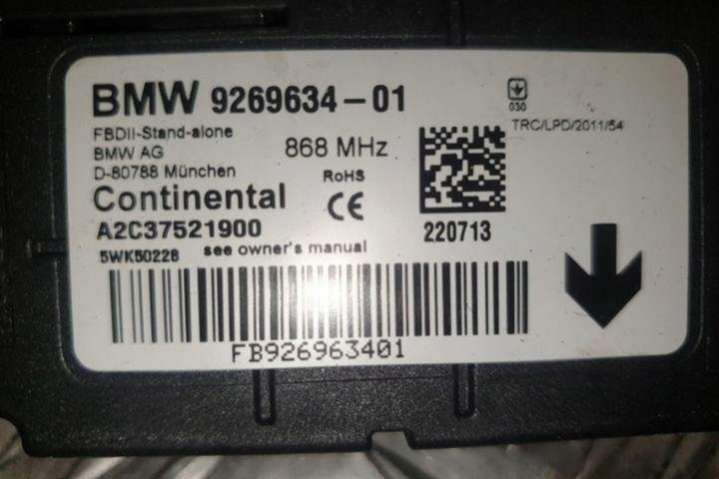 BMW 9269634-01
030
FBDII-Stand-alone
TRC/LPD/2011/54
BMW AG
868 MHz
D-80788 München
RoHS
Continental
CE
A2C37521900
220713
5WK50228 see owner's manual
FB926963401